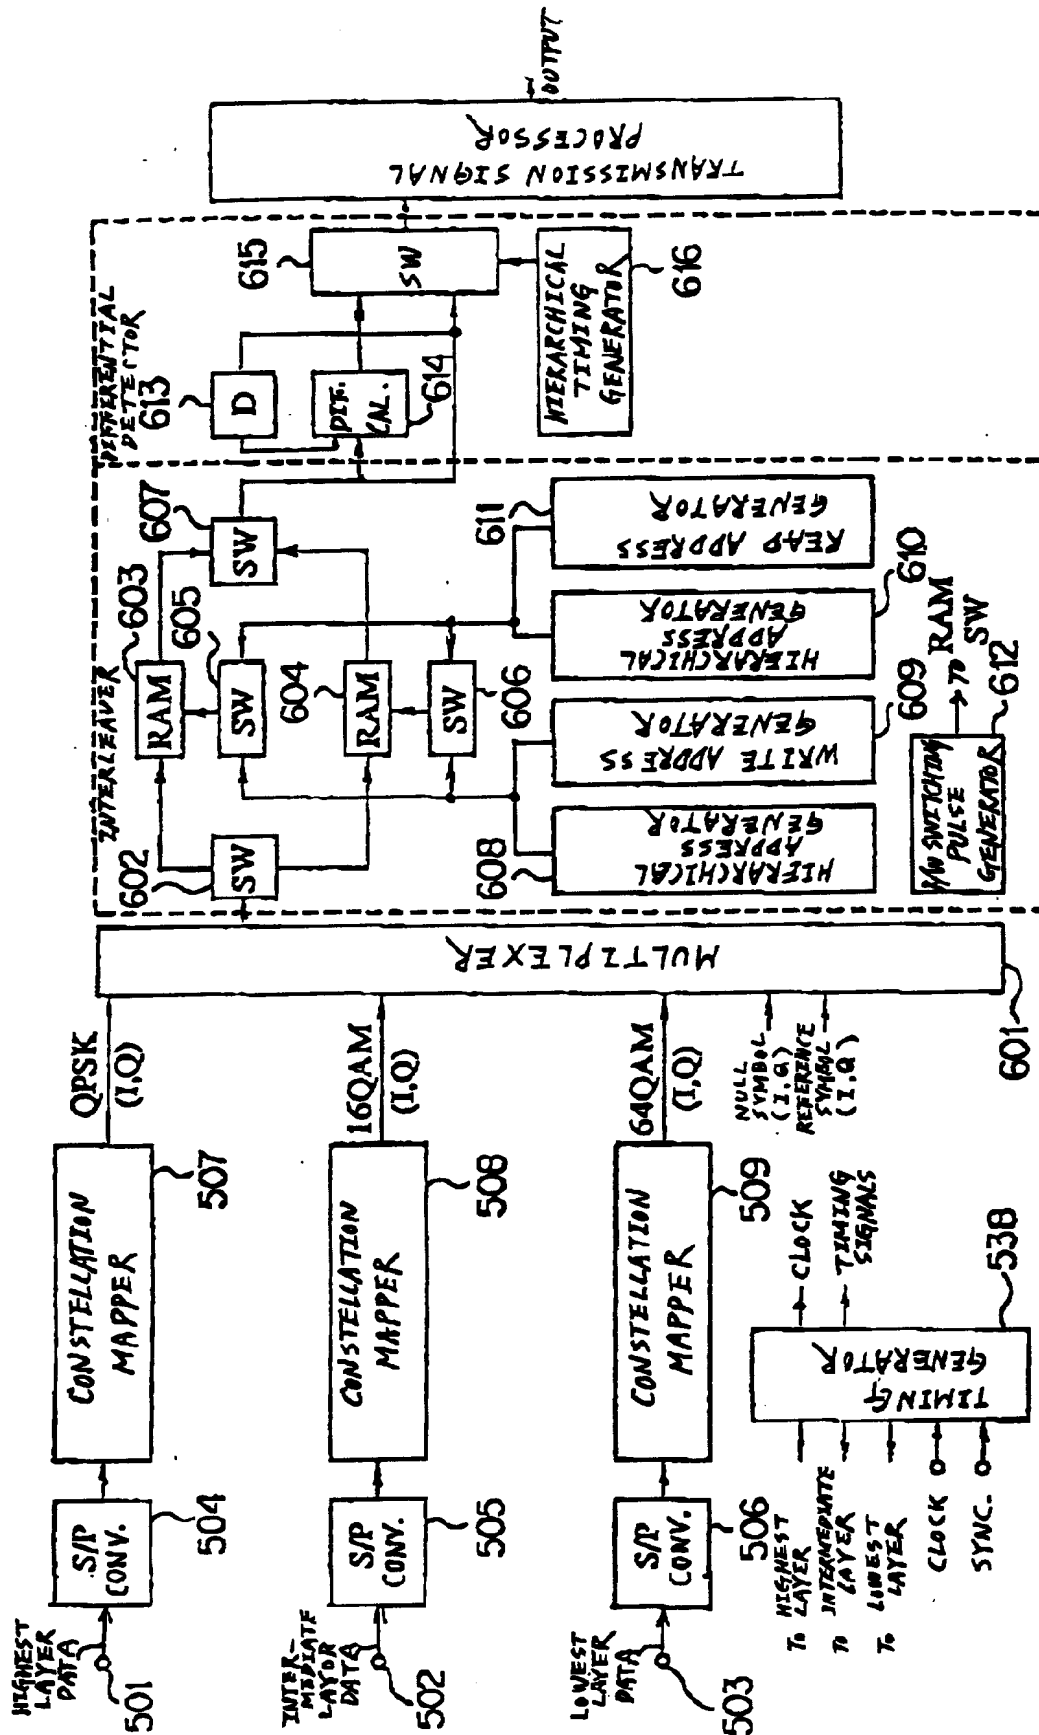 HIGHEST
LAYER
DATA
501
S/P
CONV.
504
CONSTELLATION
MAPPER
507
QPSK
(I,Q)
INTER-
MEDIATE
LAYOR
DATA
502
S/P
CONV.
505
CONSTELLATION
MAPPER
508
16QAM
(I,Q)
LOWEST
LAYER
DATA
503
S/P
CONV.
506
CONSTELLATION
MAPPER
509
64QAM
(I,Q)
NULL
SYMBOL
(I.Q)
REFERENCE
SYMBOL
(I.Q)
To HIGHEST
LAYER
To INTERMEDIATE
LAYER
To LOWEST
LAYER
CLOCK
SYNC.
TIMING
GENERATOR
CLOCK
TIMING
SIGNALS
538
MULTIPLEXER
601
INTERLEAVER
602
SW
RAM
603
SW
605
RAM
604
SW
606
SW
607
HIERARCHICAL
ADDRESS
GENERATOR
608
WRITE ADDRESS
GENERATOR
609
HIERARCHICAL
ADDRESS
GENERATOR
610
READ ADDRESS
GENERATOR
611
SWITCHING
PULSE
GENERATOR
612
TO RAM
SW
DIFFERENTIAL
DETECTOR
613
D
DIF.
CAL.
614
615
SW
HIERARCHICAL
TIMING
GENERATOR
616
TRANSMISSION SIGNAL
PROCESSOR
OUTPUT